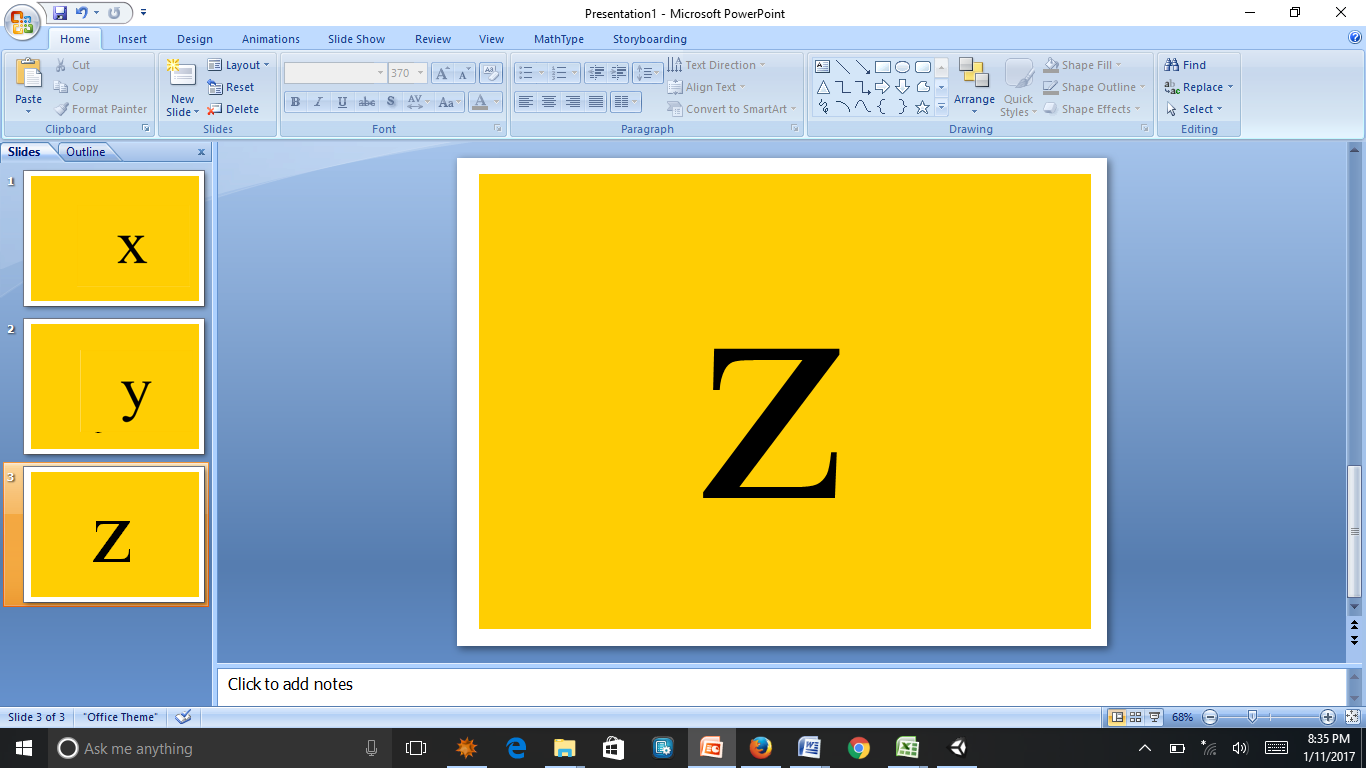 Presentation1 - Microsoft PowerPoint
Home Insert Design Animations Slide Show Review View MathType Storyboarding
Paste
Cut
Copy
Format Painter
Clipboard
New Slide
Layout
Reset
Delete
Slides
370
B I U abc S AV Aa A
Font
Text Direction
Align Text
Convert to SmartArt
Paragraph
Arrange
Quick Styles
Shape Fill
Shape Outline
Shape Effects
Drawing
Find
Replace
Select
Editing
Slides Outline x
1
x
2
y
3
z
z
Click to add notes
Slide 3 of 3 "Office Theme" 68%
Ask me anything
8:35 PM
1/11/2017